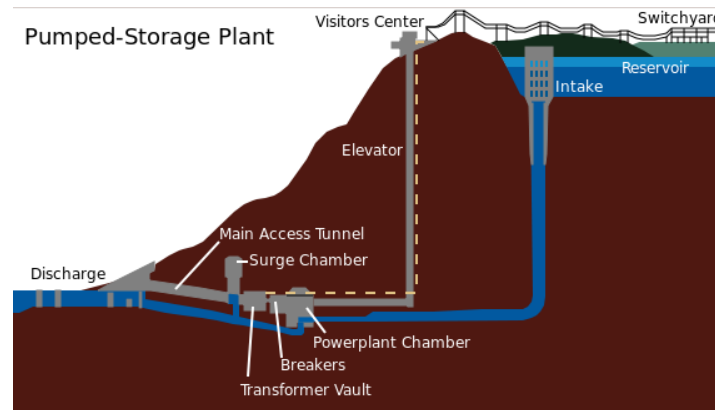 Pumped-Storage Plant
Visitors Center
Switchyard
Reservoir
Intake
Elevator
Main Access Tunnel
Surge Chamber
Discharge
Powerplant Chamber
Breakers
Transformer Vault